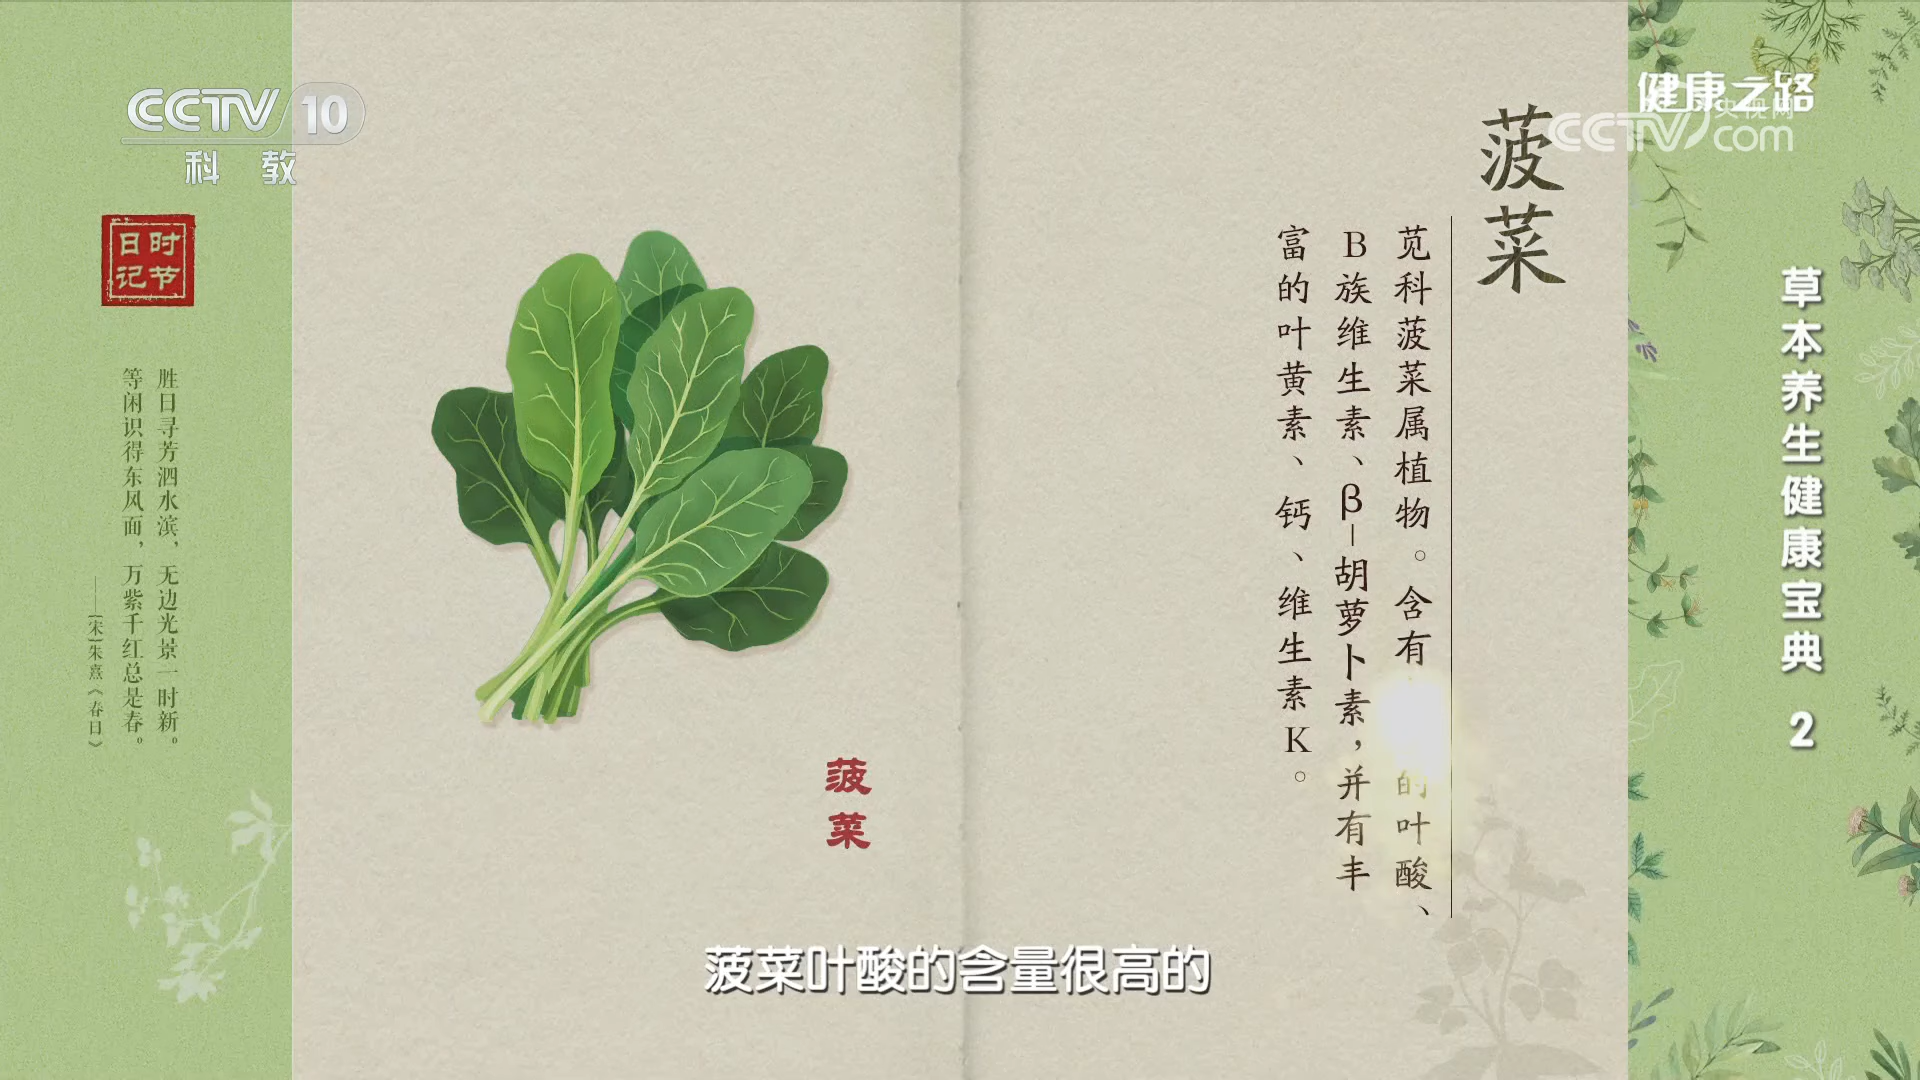 CCTV 10
科 教
时节
日记
胜日寻芳泗水滨，无边光景一时新。
等闲识得东风面，万紫千红总是春。
——[宋]朱熹《春日》
菠菜
菠菜
苋科菠菜属植物。含有的叶酸、
B族维生素、β-胡萝卜素，并有丰
富的叶黄素、钙、维生素K。
健康之路
央视网
CCTV.com
草本养生健康宝典 2
菠菜叶酸的含量很高的